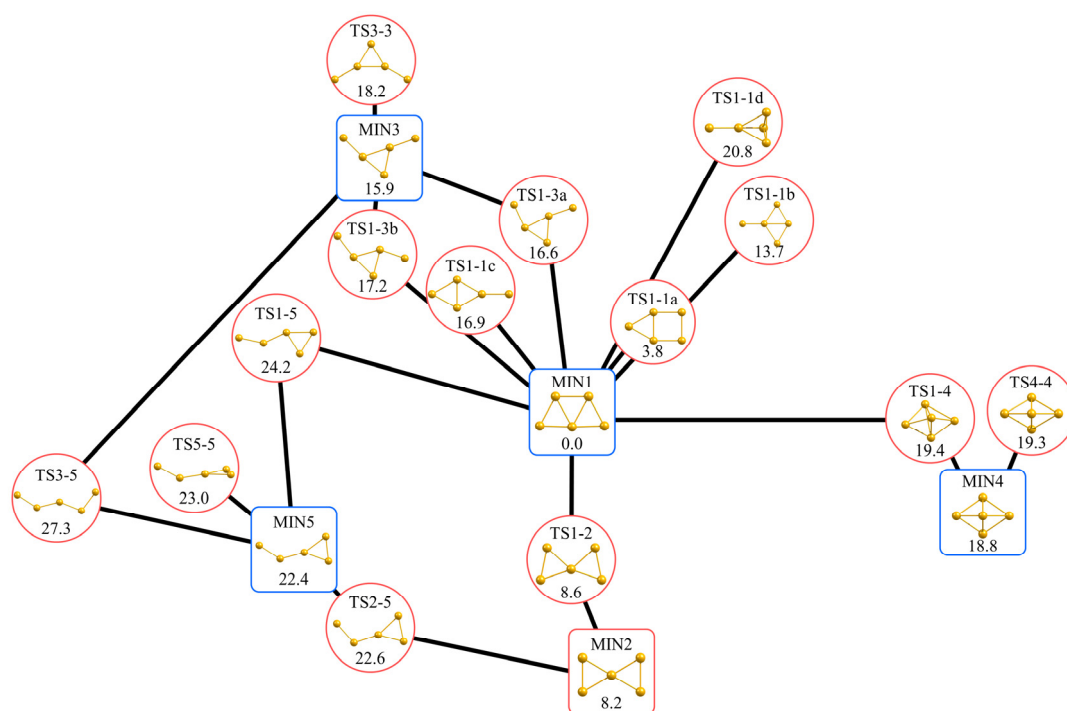 TS3-3
18.2
TS1-1d
20.8
MIN3
15.9
TS1-3a
16.6
TS1-1b
13.7
TS1-3b
17.2
TS1-1c
16.9
TS1-1a
3.8
TS1-5
24.2
MIN1
0.0
TS1-4
19.4
TS4-4
19.3
TS5-5
23.0
TS3-5
27.3
MIN5
22.4
MIN4
18.8
TS1-2
8.6
TS2-5
22.6
MIN2
8.2